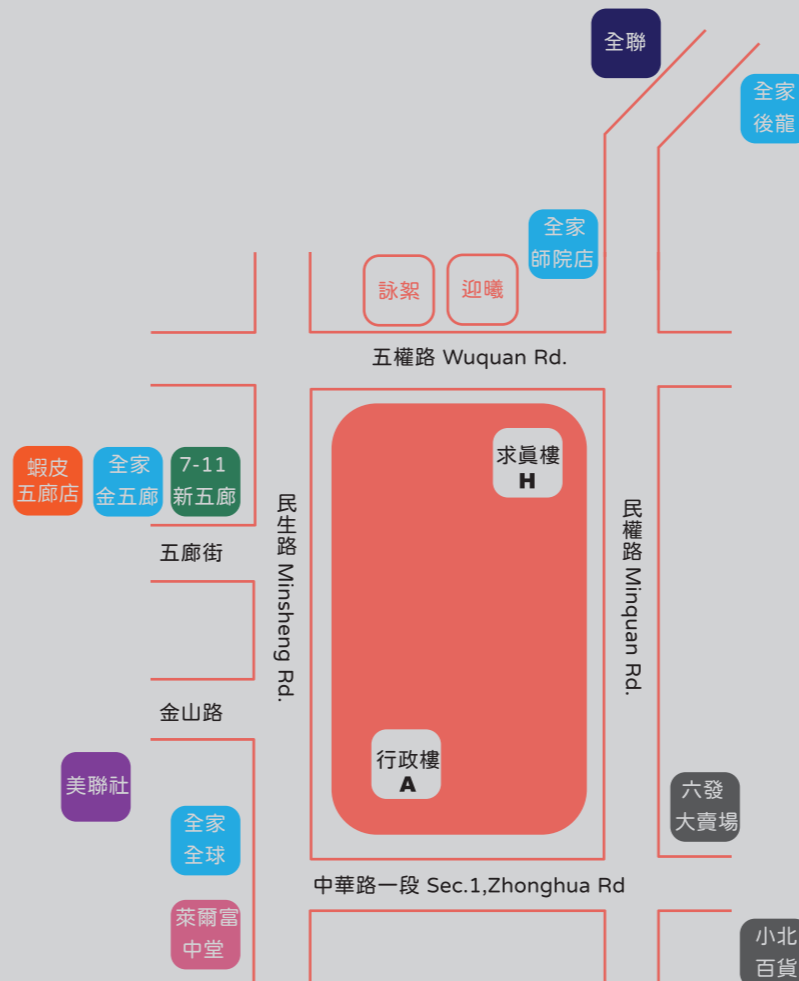 全聯
全家
後龍
全家
師院店
詠絮
迎曦
五權路 Wuquan Rd.
求眞樓
H
蝦皮
五廊店
全家
金五廊
7-11
新五廊
五廊街
民生路 Minsheng Rd.
民權路 Minquan Rd.
金山路
行政樓
A
美聯社
六發
大賣場
全家
全球
中華路一段 Sec.1,Zhonghua Rd
萊爾富
中堂
小北
百貨